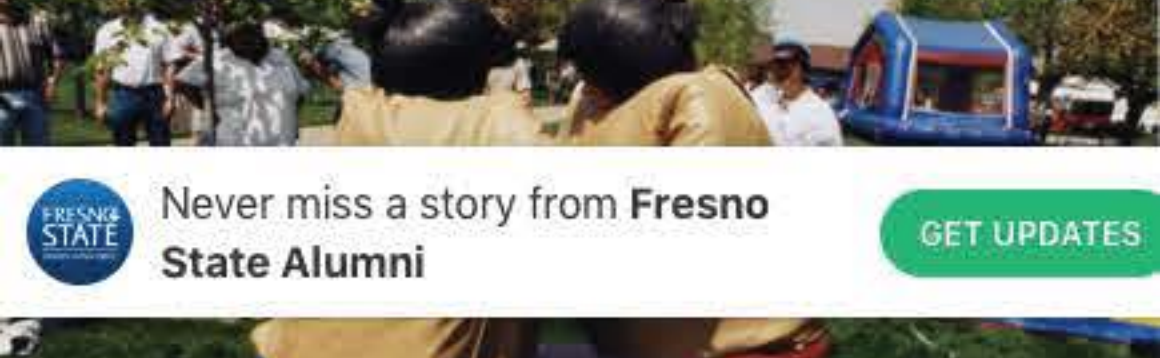 FRESNO
STATE
Never miss a story from Fresno
State Alumni
GET UPDATES